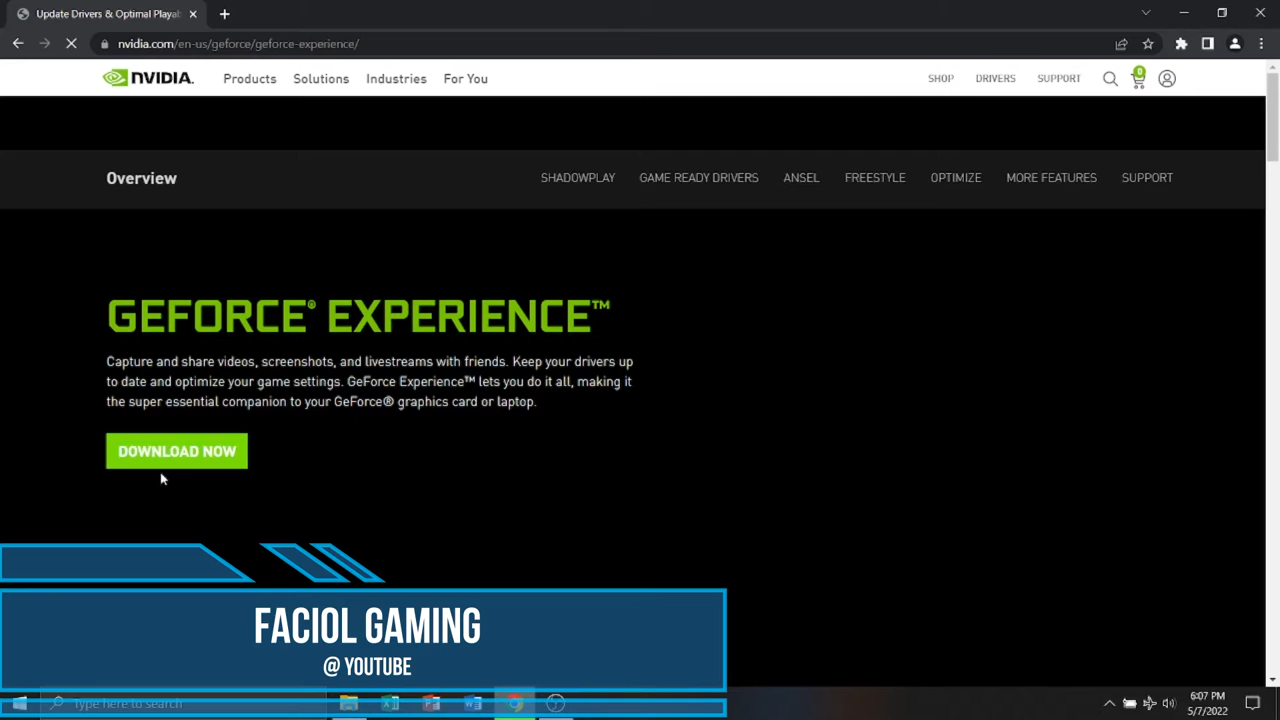 Update Drivers & Optimal Playab
nvidia.com/en-us/geforce/geforce-experience/
NVIDIA. Products Solutions Industries For You SHOP DRIVERS SUPPORT 0
Overview SHADOWPLAY GAME READY DRIVERS ANSEL FREESTYLE OPTIMIZE MORE FEATURES SUPPORT
GEFORCE® EXPERIENCE™
Capture and share videos, screenshots, and livestreams with friends. Keep your drivers up
to date and optimize your game settings. GeForce Experience™ lets you do it all, making it
the super essential companion to your GeForce® graphics card or laptop.
DOWNLOAD NOW
FACIOL GAMING
@ YOUTUBE
Type here to search
6:07 PM
5/7/2022